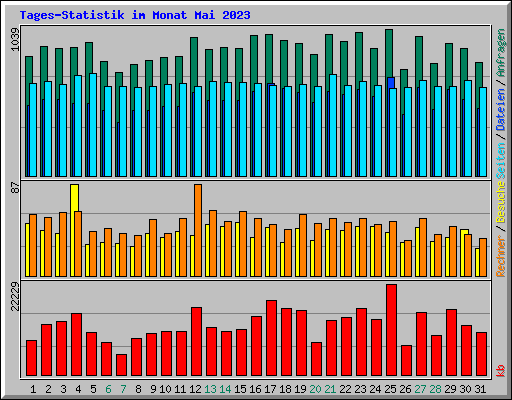 Tages-Statistik im Monat Mai 2023
1039
87
22229
Rechner / Besuche Seiten / Dateien / Anfragen
kb
1 2 3 4 5 6 7 8 9 10 11 12 13 14 15 16 17 18 19 20 21 22 23 24 25 26 27 28 29 30 31